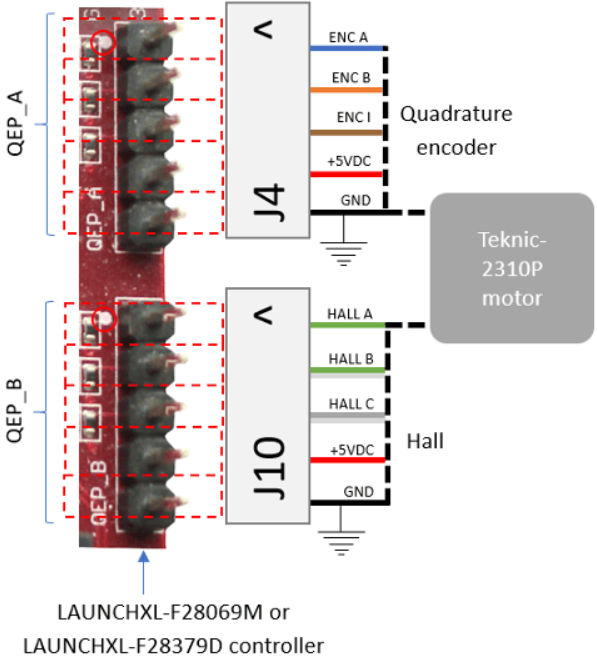 QEP_A
QEP_A
<
J4
ENC A
ENC B
ENC I
+5VDC
GND
Quadrature
encoder
Teknic-
2310P
motor
QEP_B
QEP_B
<
J10
HALL A
HALL B
HALL C
+5VDC
GND
Hall
LAUNCHXL-F28069M or
LAUNCHXL-F28379D controller